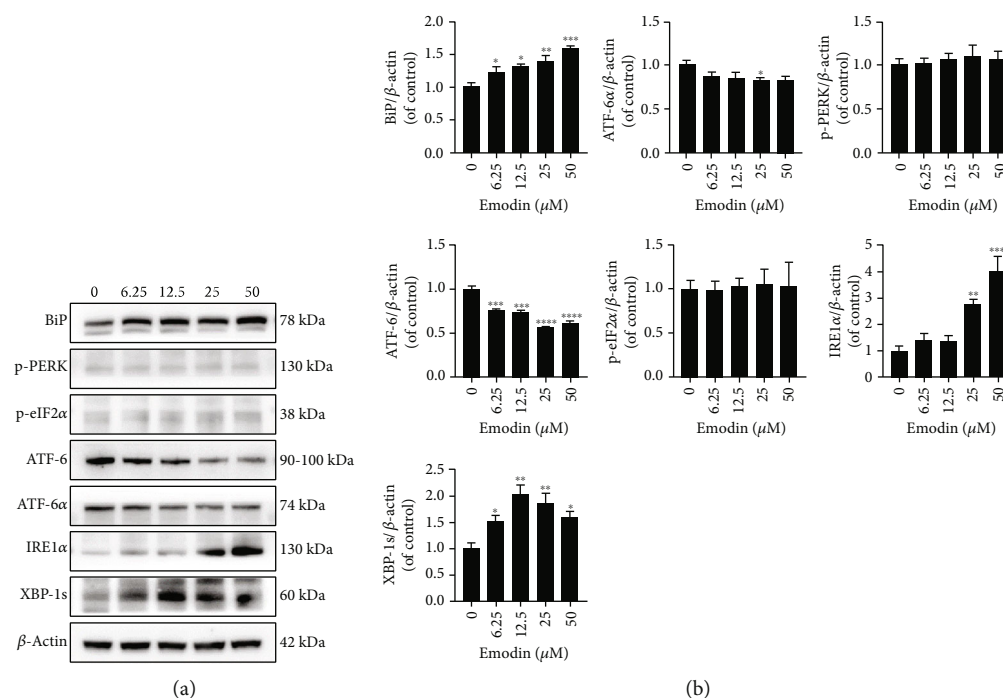 0 6.25 12.5 25 50
BiP 78 kDa
p-PERK 130 kDa
p-eIF2α 38 kDa
ATF-6 90-100 kDa
ATF-6α 74 kDa
IRE1α 130 kDa
XBP-1s 60 kDa
β-Actin 42 kDa
(a)
BiP/β-actin
(of control)
2.0
1.5
1.0
0.5
0.0
* * ** ***
0 6.25 12.5 25 50
Emodin (μM)
ATF-6α/β-actin
(of control)
1.5
1.0
0.5
0.0
*
0 6.25 12.5 25 50
Emodin (μM)
p-PERK/β-actin
(of control)
1.5
1.0
0.5
0.0
0 6.25 12.5 25 50
Emodin (μM)
ATF-6/β-actin
(of control)
1.5
1.0
0.5
0.0
*** *** **** ****
0 6.25 12.5 25 50
Emodin (μM)
p-eIF2α/β-actin
(of control)
1.5
1.0
0.5
0.0
0 6.25 12.5 25 50
Emodin (μM)
IRE1α/β-actin
(of control)
5
4
3
2
1
0
** ***
0 6.25 12.5 25 50
Emodin (μM)
XBP-1s/β-actin
(of control)
2.5
2.0
1.5
1.0
0.5
0.0
* ** ** *
0 6.25 12.5 25 50
Emodin (μM)
(b)